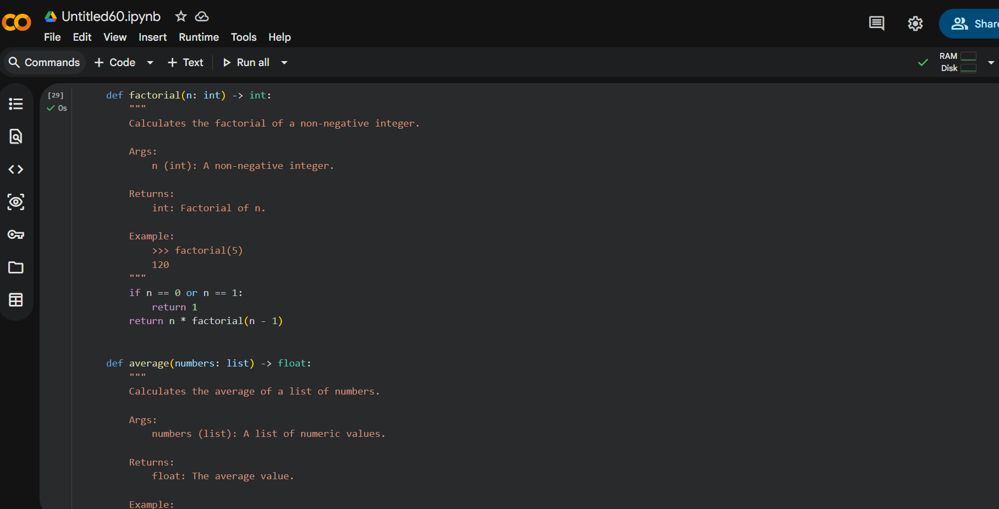 Untitled60.ipynb
File Edit View Insert Runtime Tools Help
Share
Commands + Code + Text Run all
RAM
Disk
[29]
0s
def factorial(n: int) -> int:
"""
Calculates the factorial of a non-negative integer.
Args:
n (int): A non-negative integer.
Returns:
int: Factorial of n.
Example:
>>> factorial(5)
120
"""
if n == 0 or n == 1:
return 1
return n * factorial(n - 1)
def average(numbers: list) -> float:
"""
Calculates the average of a list of numbers.
Args:
numbers (list): A list of numeric values.
Returns:
float: The average value.
Example: